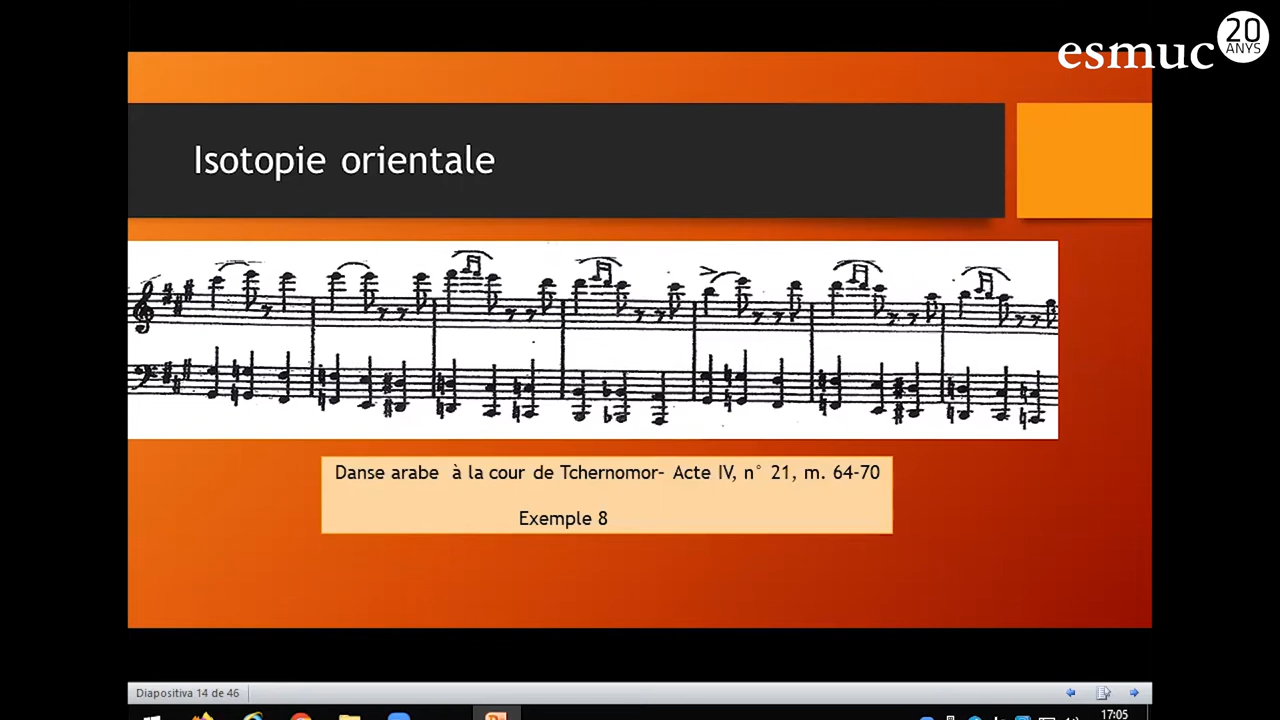 20
ANYS
esmuc
Isotopie orientale
Danse arabe à la cour de Tchernomor- Acte IV, n° 21, m. 64-70
Exemple 8
Diapositiva 14 de 46
17:05